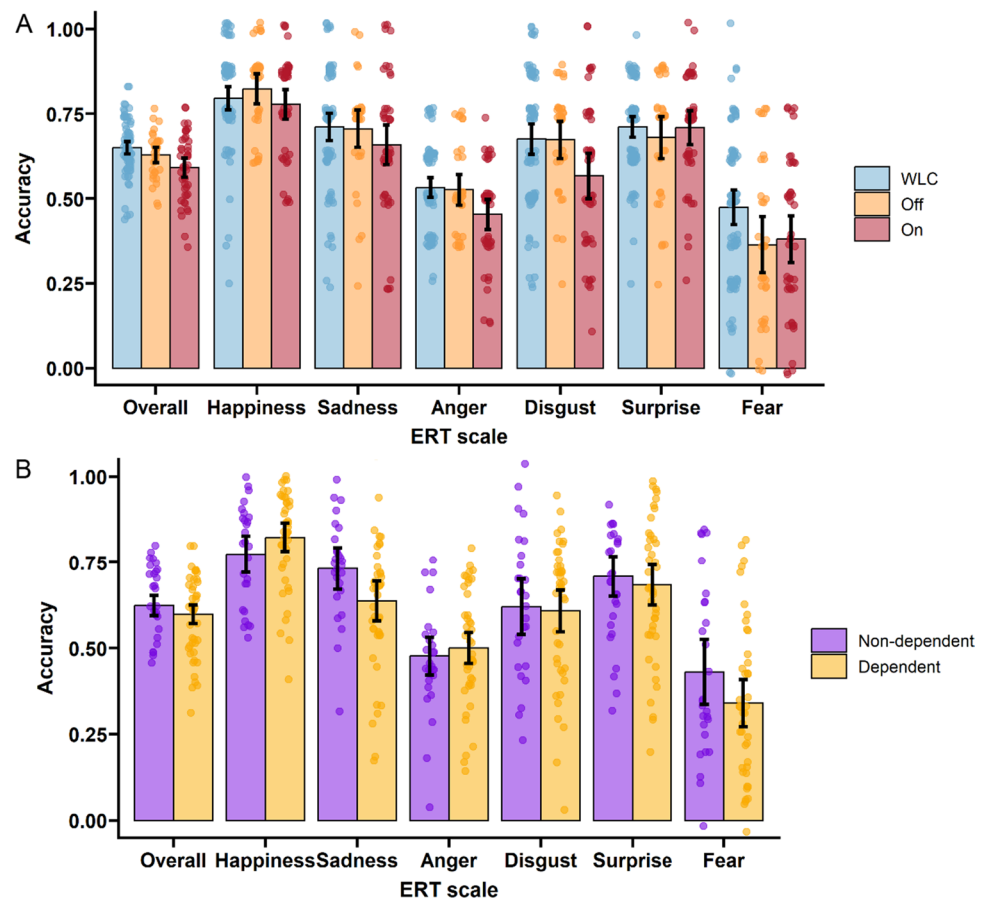 A
1.00
0.75
0.50
0.25
0.00
Accuracy
Overall Happiness Sadness Anger Disgust Surprise Fear
ERT scale
WLC
Off
On
B
1.00
0.75
0.50
0.25
0.00
Accuracy
Overall Happiness Sadness Anger Disgust Surprise Fear
ERT scale
Non-dependent
Dependent